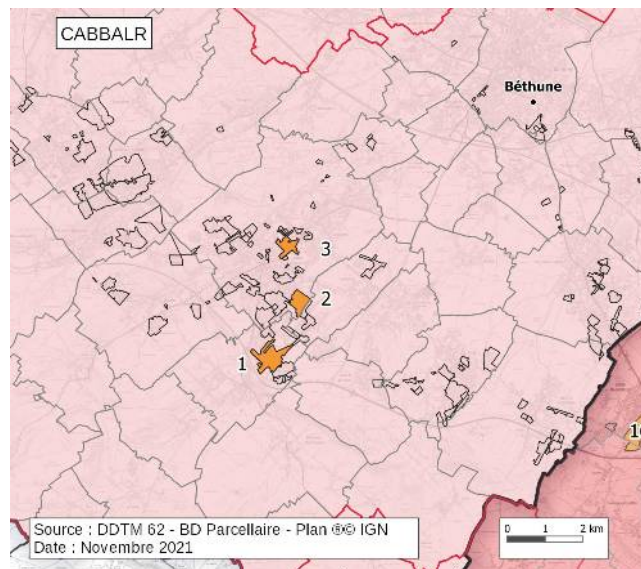 CABBALR
Béthune
3
2
1
1
Source : DDTM 62 - BD Parcellaire - Plan ®© IGN
Date : Novembre 2021
0 1 2 km